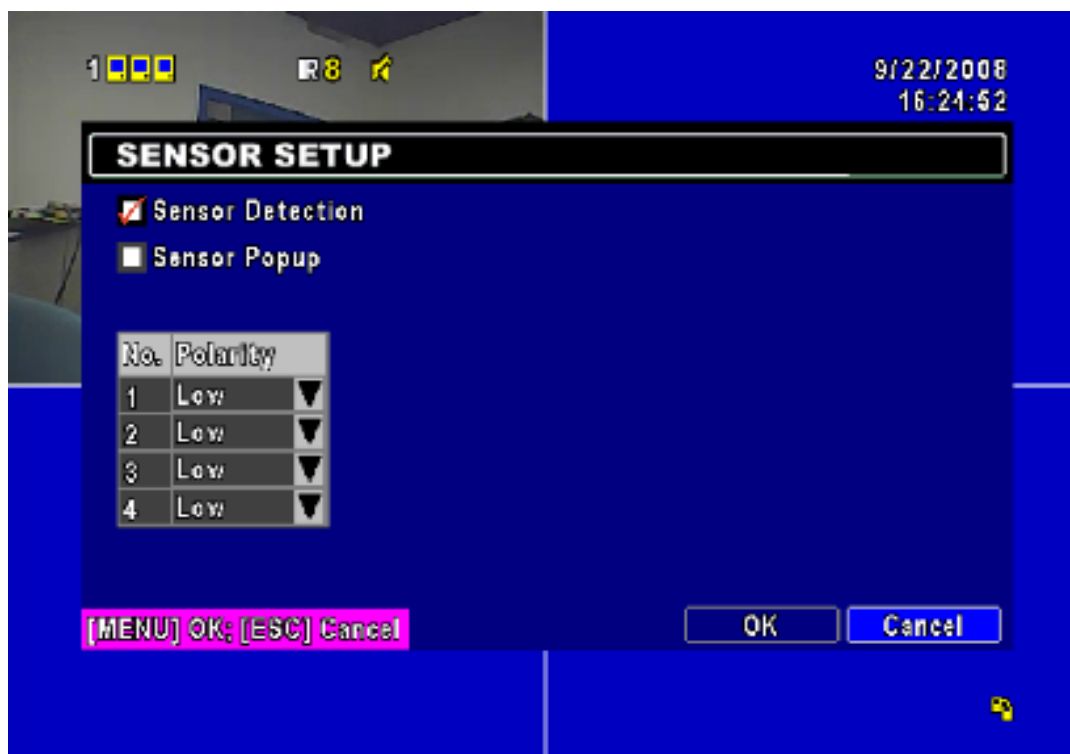 1 R8 9/22/2008
16:24:52
SENSOR SETUP
Sensor Detection
Sensor Popup
No. Polarity
1 Low
2 Low
3 Low
4 Low
[MENU] OK; [ESC] Cancel OK Cancel